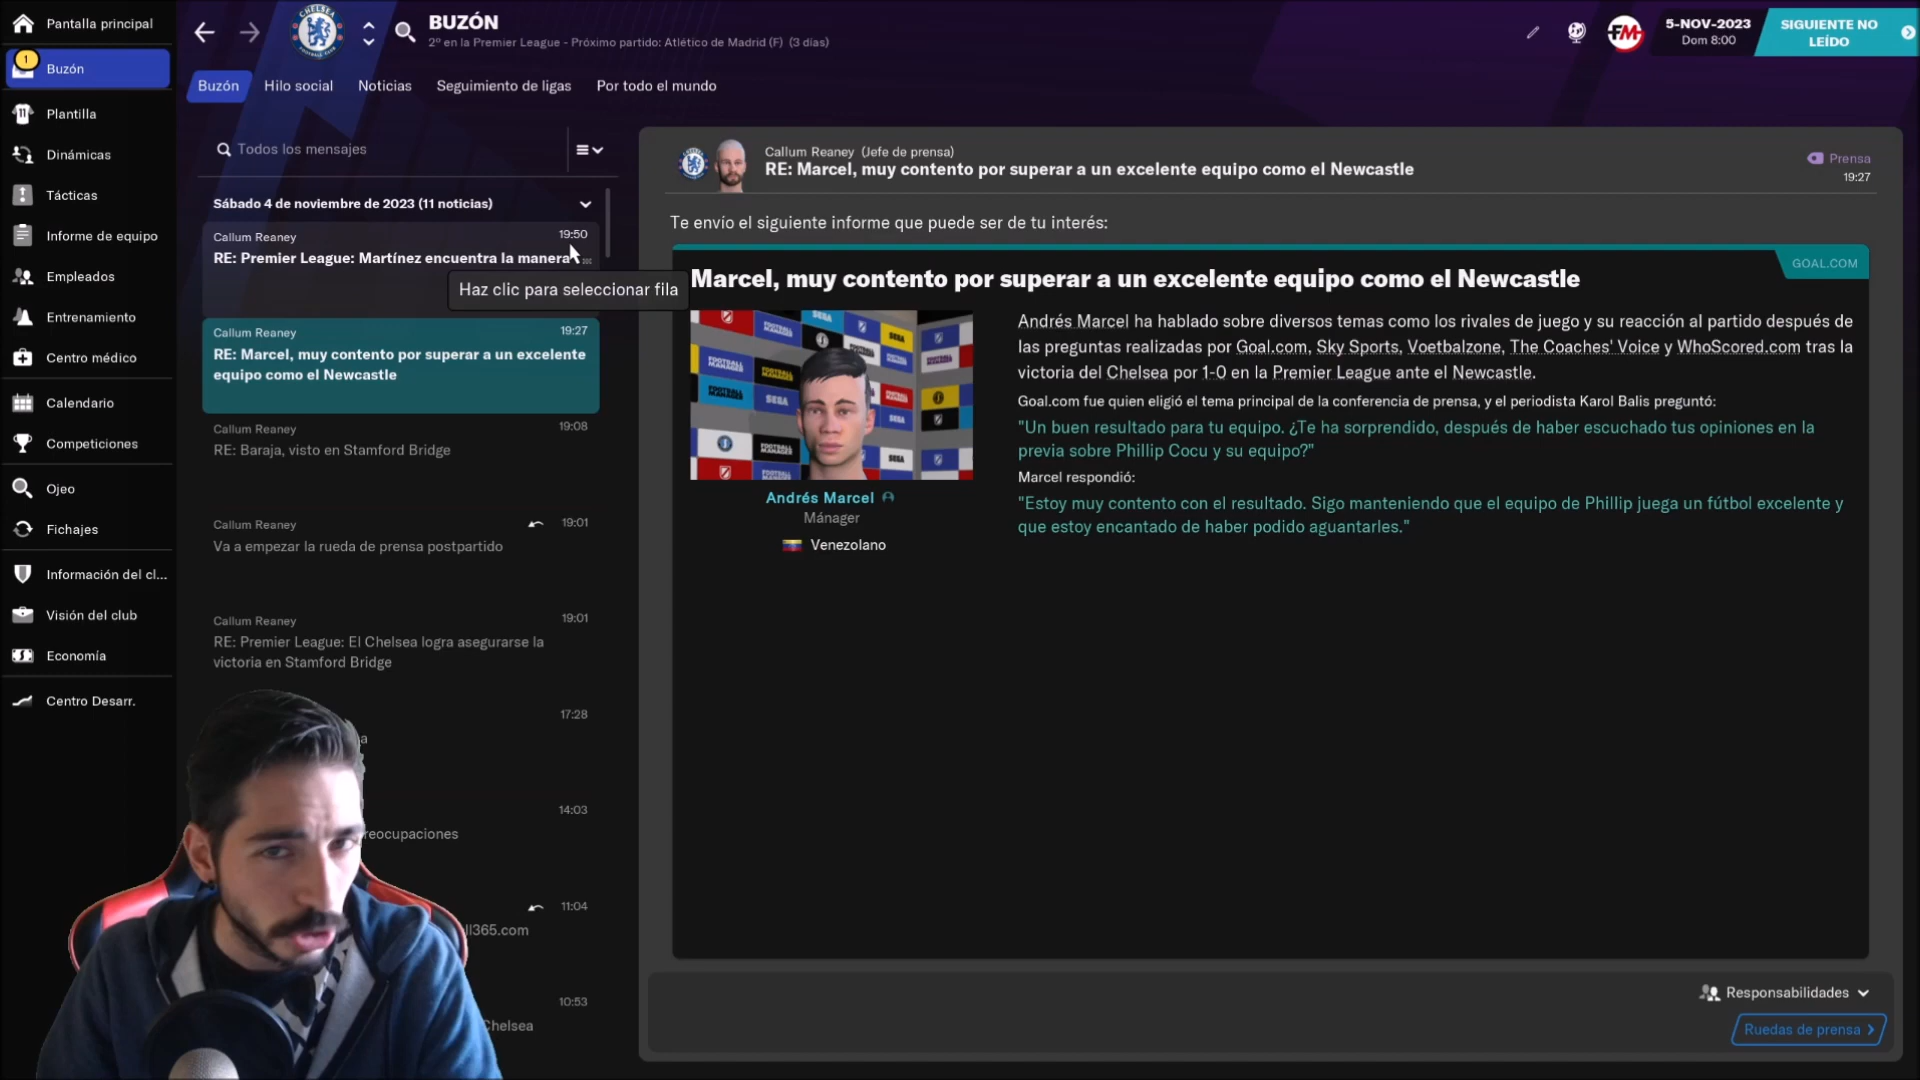 Pantalla principal
1
Buzón
Plantilla
Dinámicas
Tácticas
Informe de equipo
Empleados
Entrenamiento
Centro médico
Calendario
Competiciones
Ojeo
Fichajes
Información del cl...
Visión del club
Economía
Centro Desarr.
BUZÓN
2º en la Premier League - Próximo partido: Atlético de Madrid (F) (3 días)
FM
5-NOV-2023
Dom 8:00
SIGUIENTE NO
LEÍDO
Buzón
Hilo social
Noticias
Seguimiento de ligas
Por todo el mundo
Todos los mensajes
Sábado 4 de noviembre de 2023 (11 noticias)
Callum Reaney
19:50
RE: Premier League: Martínez encuentra la manera
Haz clic para seleccionar fila
Callum Reaney
19:27
RE: Marcel, muy contento por superar a un excelente
equipo como el Newcastle
Callum Reaney
19:08
RE: Baraja, visto en Stamford Bridge
Callum Reaney
19:01
Va a empezar la rueda de prensa postpartido
Callum Reaney
19:01
RE: Premier League: El Chelsea logra asegurarse la
victoria en Stamford Bridge
17:28
a
14:03
reocupaciones
11:04
ll365.com
10:53
Chelsea
Callum Reaney (Jefe de prensa)
RE: Marcel, muy contento por superar a un excelente equipo como el Newcastle
Prensa
19:27
Te envío el siguiente informe que puede ser de tu interés:
GOAL.COM
Marcel, muy contento por superar a un excelente equipo como el Newcastle
Andrés Marcel
Mánager
Venezolano
Andrés Marcel ha hablado sobre diversos temas como los rivales de juego y su reacción al partido después de
las preguntas realizadas por Goal.com, Sky Sports, Voetbalzone, The Coaches' Voice y WhoScored.com tras la
victoria del Chelsea por 1-0 en la Premier League ante el Newcastle.
Goal.com fue quien eligió el tema principal de la conferencia de prensa, y el periodista Karol Balis preguntó:
"Un buen resultado para tu equipo. ¿Te ha sorprendido, después de haber escuchado tus opiniones en la
previa sobre Phillip Cocu y su equipo?"
Marcel respondió:
"Estoy muy contento con el resultado. Sigo manteniendo que el equipo de Phillip juega un fútbol excelente y
que estoy encantado de haber podido aguantarles."
Responsabilidades
Ruedas de prensa